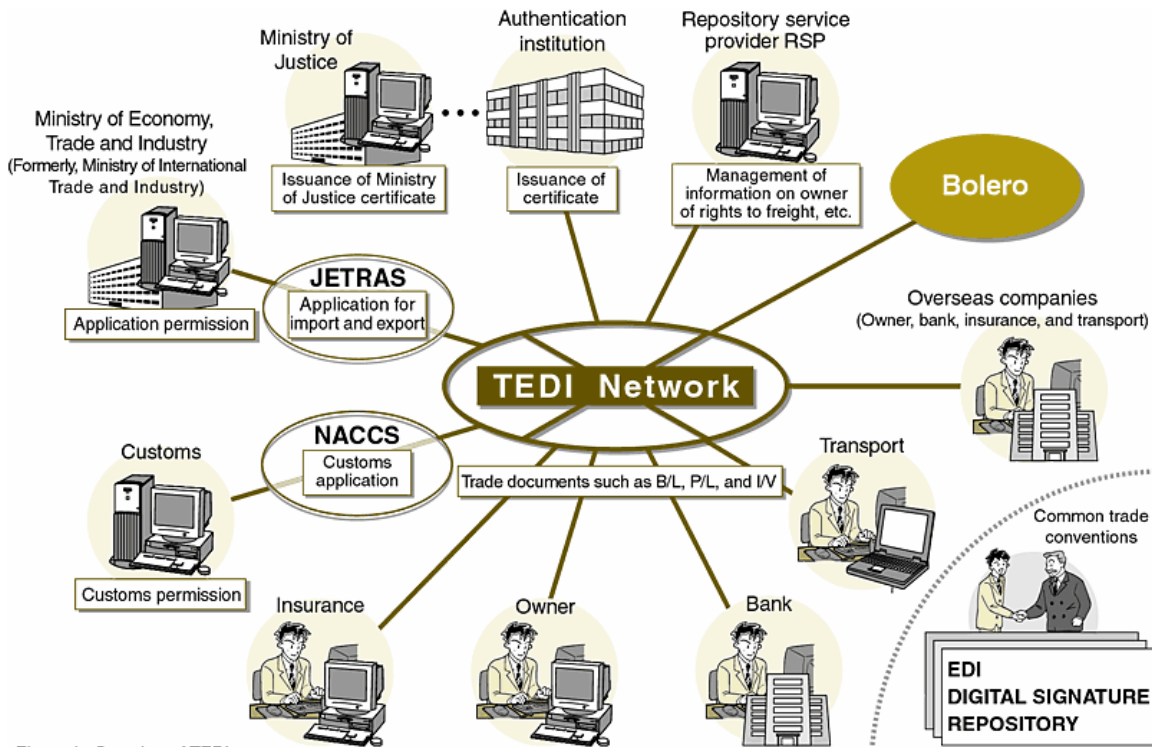 Ministry of
Justice
Authentication
institution
Repository service
provider RSP
Ministry of Economy,
Trade and Industry
(Formerly, Ministry of International
Trade and Industry)
Issuance of Ministry
of Justice certificate
Issuance of
certificate
Management of
information on owner
of rights to freight, etc.
Bolero
Application permission
JETRAS
Application for
import and export
Overseas companies
(Owner, bank, insurance, and transport)
TEDI Network
NACCS
Customs
application
Customs
Customs permission
Trade documents such as B/L, P/L, and I/V
Transport
Common trade
conventions
Insurance
Owner
Bank
EDI
DIGITAL SIGNATURE
REPOSITORY